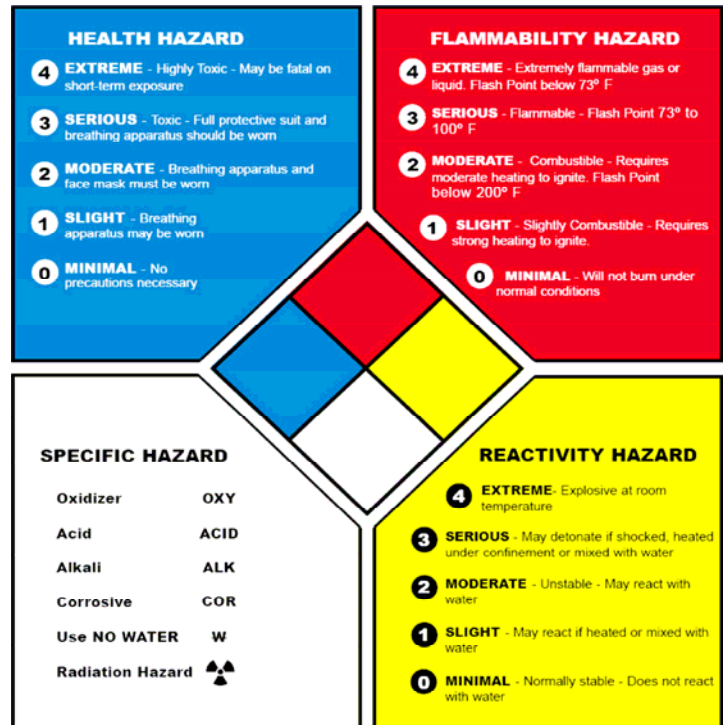 HEALTH HAZARD
4 EXTREME - Highly Toxic - May be fatal on
short-term exposure
3 SERIOUS - Toxic - Full protective suit and
breathing apparatus should be worn
2 MODERATE - Breathing apparatus and
face mask must be worn
1 SLIGHT - Breathing
apparatus may be worn
0 MINIMAL - No
precautions necessary
FLAMMABILITY HAZARD
4 EXTREME - Extremely flammable gas or
liquid. Flash Point below 73º F
3 SERIOUS - Flammable - Flash Point 73º to
100º F
2 MODERATE - Combustible - Requires
moderate heating to ignite. Flash Point
below 200º F
1 SLIGHT - Slightly Combustible - Requires
strong heating to ignite.
0 MINIMAL - Will not burn under
normal conditions
SPECIFIC HAZARD
Oxidizer OXY
Acid ACID
Alkali ALK
Corrosive COR
Use NO WATER W̶
Radiation Hazard ☢
REACTIVITY HAZARD
4 EXTREME- Explosive at room
temperature
3 SERIOUS - May detonate if shocked, heated
under confinement or mixed with water
2 MODERATE - Unstable - May react with
water
1 SLIGHT - May react if heated or mixed with
water
0 MINIMAL - Normally stable - Does not react
with water